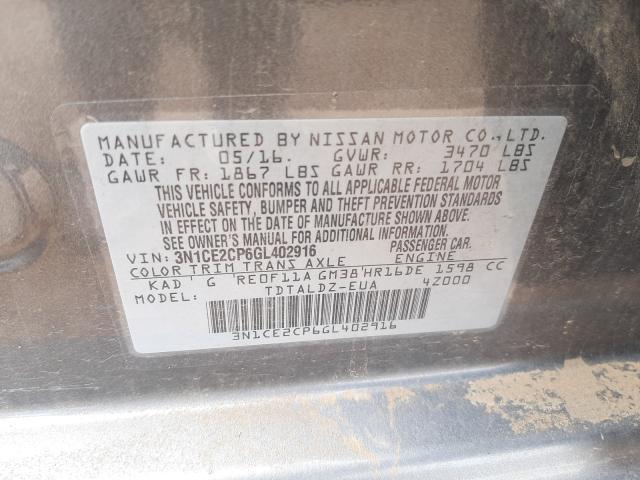 MANUFACTURED BY NISSAN MOTOR CO.,LTD.
DATE: 05/16. GVWR: 3470 LBS
GAWR FR: 1867 LBS GAWR RR: 1704 LBS
THIS VEHICLE CONFORMS TO ALL APPLICABLE FEDERAL MOTOR
VEHICLE SAFETY, BUMPER AND THEFT PREVENTION STANDARDS
IN EFFECT ON THE DATE OF MANUFACTURE SHOWN ABOVE.
SEE OWNER'S MANUAL FOR ADDITIONAL INFORMATION.
VIN: 3N1CE2CP6GL402916 PASSENGER CAR.
COLOR TRIM TRANS AXLE ENGINE
KAD' G 'RE0F11A GM38'HR16DE 1598 CC
MODEL: TDTALDZ-EUA 4Z000
3N1CE2CP6GL402916